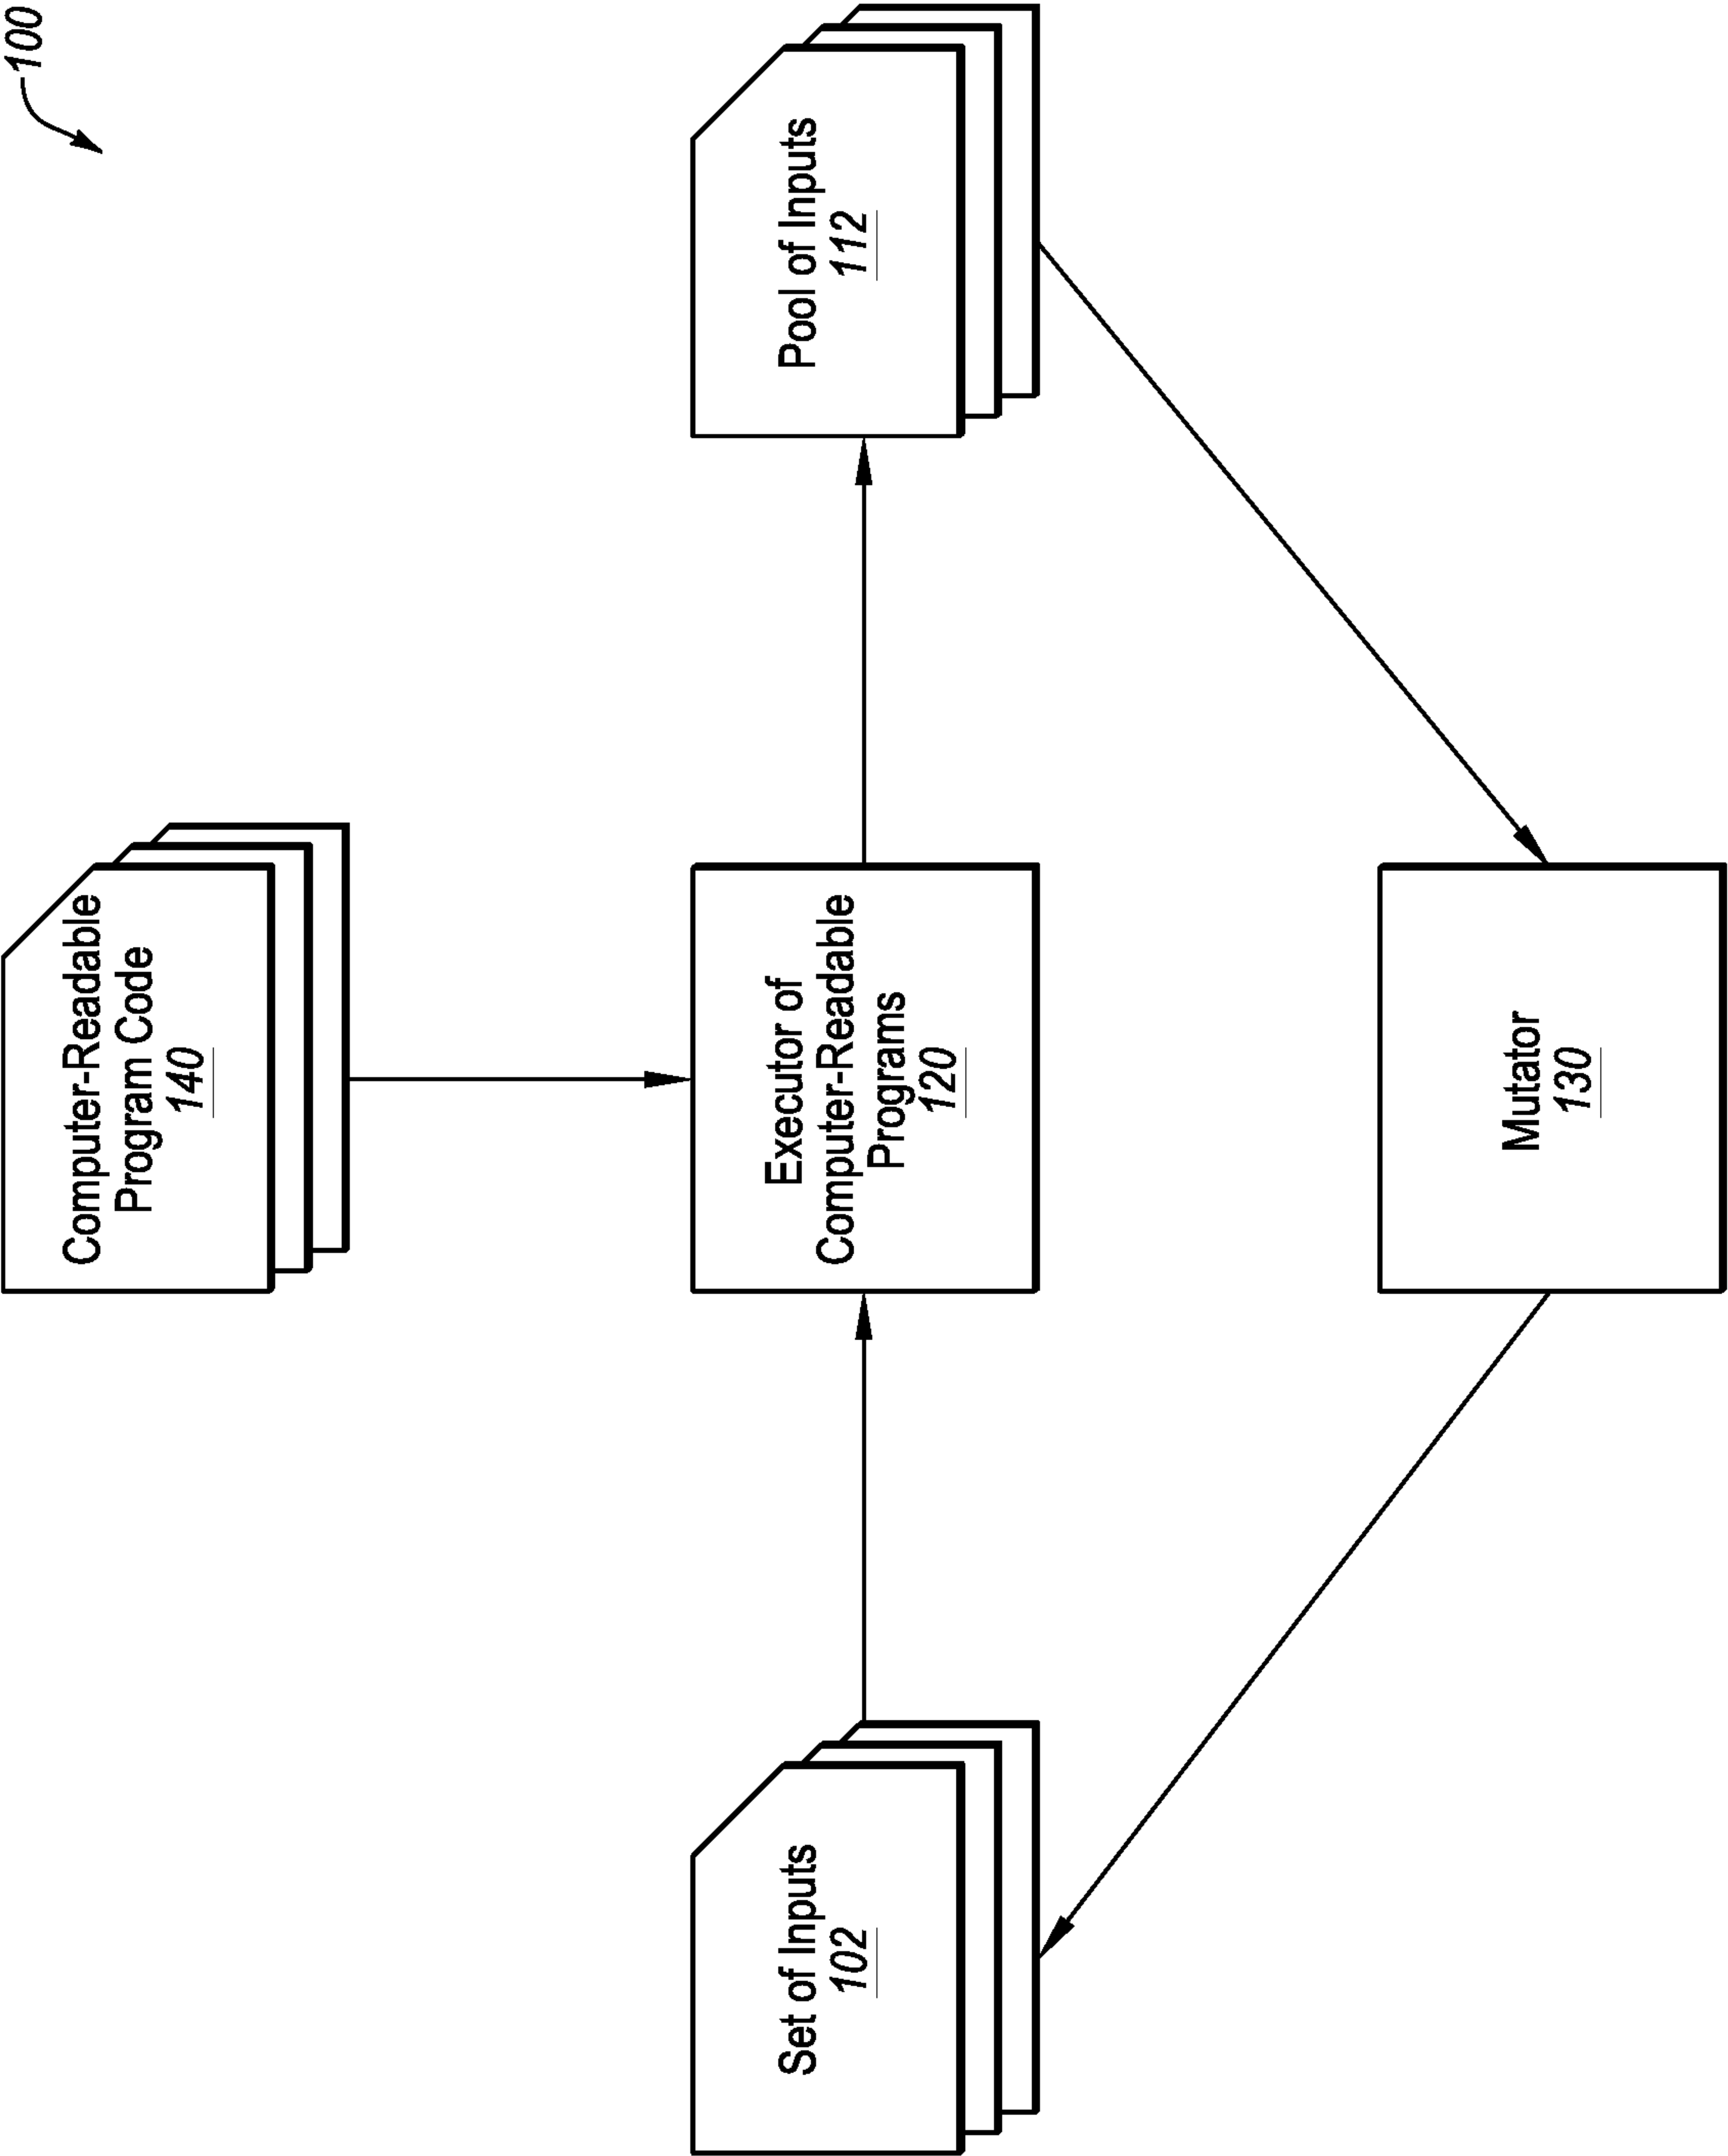 100
Computer-Readable
Program Code
140
Set of Inputs
102
Executor of
Computer-Readable
Programs
120
Pool of Inputs
112
Mutator
130